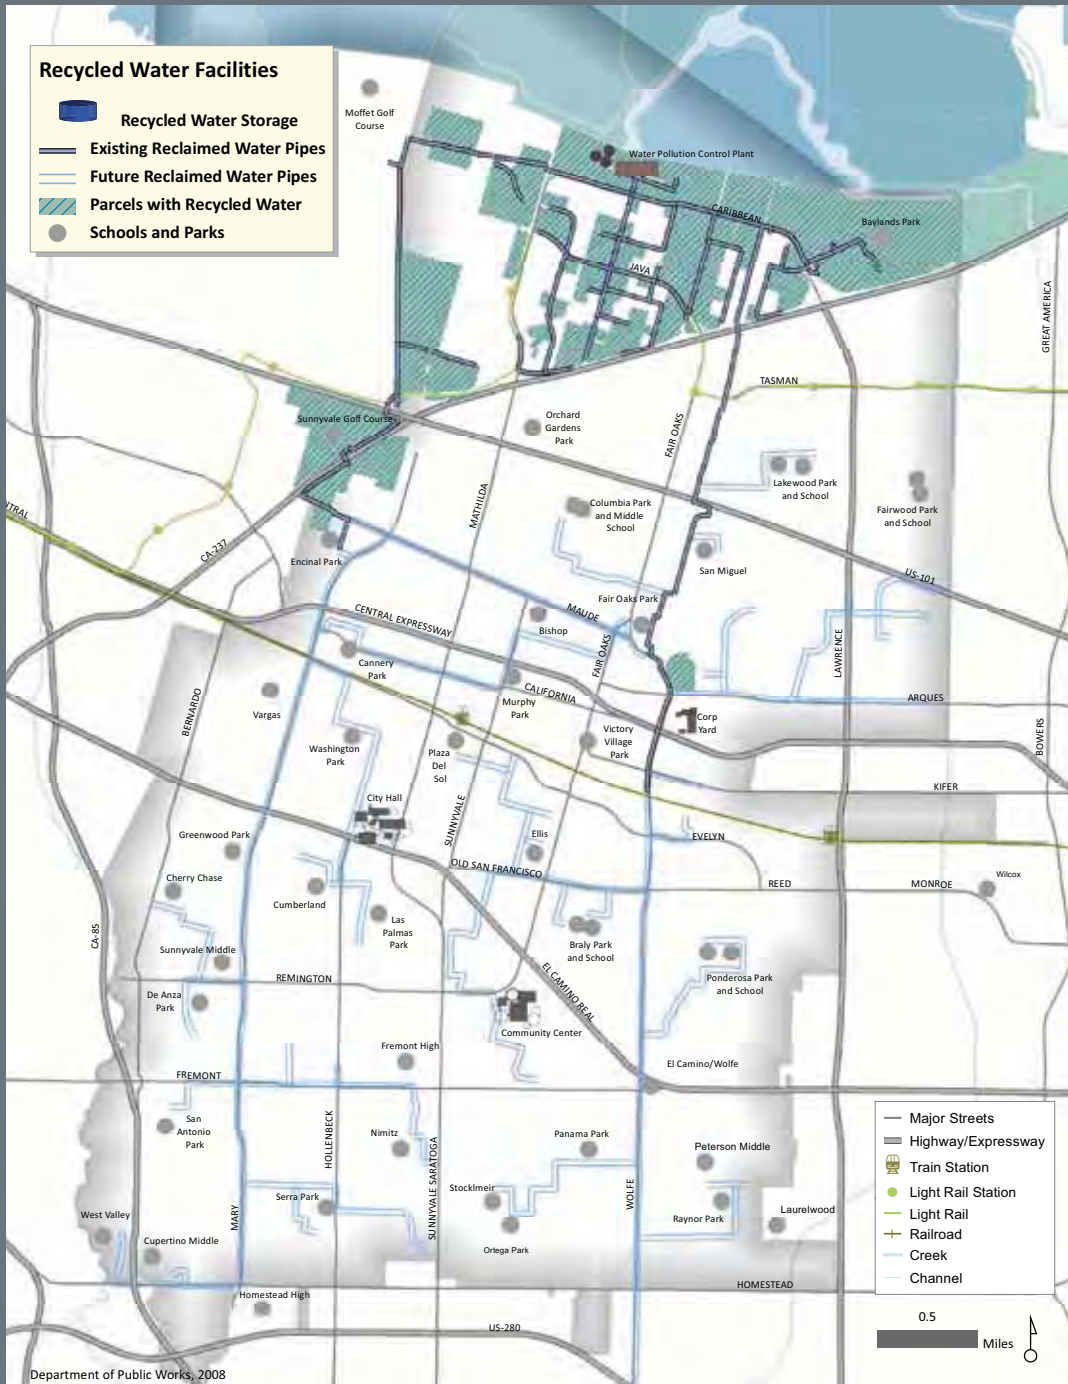 Recycled Water Facilities
Recycled Water Storage
Existing Reclaimed Water Pipes
Future Reclaimed Water Pipes
Parcels with Recycled Water
Schools and Parks
Moffet Golf
Course
Water Pollution Control Plant
CARIBBEAN
Baylands Park
JAVA
GREAT AMERICA
TASMAN
Sunnyvale Golf Course
Orchard
Gardens
Park
FAIR OAKS
MATHILDA
Lakewood Park
and School
Columbia Park
and Middle
School
Fairwood Park
and School
NTRAL
CA-237
Encinal Park
San Miguel
US-101
Fair Oaks Park
CENTRAL EXPRESSWAY
MAUDE
Bishop
FAIR OAKS
LAWRENCE
Cannery
Park
BERNARDO
Vargas
CALIFORNIA
Murphy
Park
ARQUES
Corp
Yard
Victory
Village
Park
BOWERS
Washington
Park
Plaza
Del
Sol
KIFER
City Hall
SUNNYVALE
Greenwood Park
Ellis
EVELYN
OLD SAN FRANCISCO
Cherry Chase
Cumberland
REED
MONROE
Wilcox
Las
Palmas
Park
CA-85
Sunnyvale Middle
Braly Park
and School
REMINGTON
EL CAMINO REAL
Ponderosa Park
and School
De Anza
Park
Community Center
Fremont High
El Camino/Wolfe
FREMONT
San
Antonio
Park
HOLLENBECK
Nimitz
SUNNYVALE SARATOGA
Panama Park
Peterson Middle
Stocklmeir
WOLFE
Serra Park
MARY
West Valley
Raynor Park
Laurelwood
Cupertino Middle
Ortega Park
HOMESTEAD
Homestead High
US-280
Major Streets
Highway/Expressway
Train Station
Light Rail Station
Light Rail
Railroad
Creek
Channel
0.5
Miles
Department of Public Works, 2008